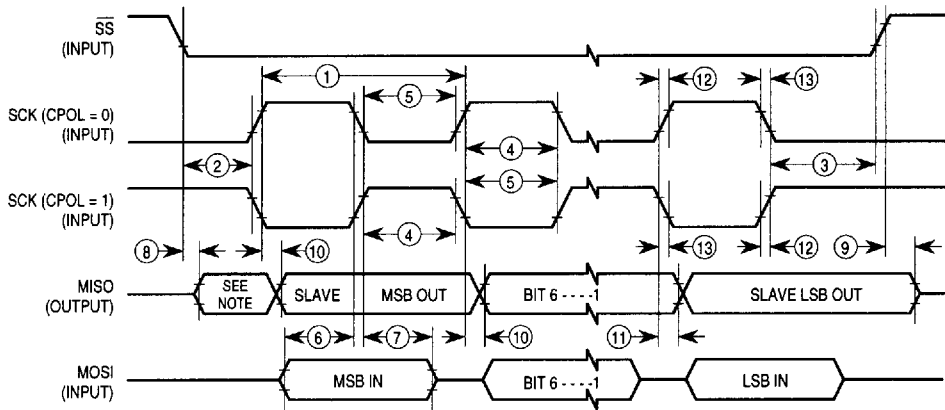 SS
(INPUT)
1
12
13
5
SCK (CPOL = 0)
(INPUT)
4
2
3
5
SCK (CPOL = 1)
(INPUT)
4
13
12
8
10
9
MISO
(OUTPUT)
SEE
NOTE
SLAVE
MSB OUT
BIT 6 - - - - 1
SLAVE LSB OUT
6
7
10
11
MOSI
(INPUT)
MSB IN
BIT 6 - - - - 1
LSB IN